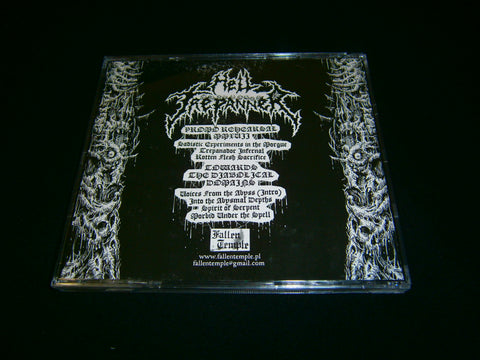 Hell
Trepanner
Promo Rehearsal
MMXVII
Sadistic Experiments in the Morgue
Trepanador Infernal
Rotten Flesh Sacrifice
Towards
The Diabolical
Domains
Voices From the Abyss (Intro)
Into the Abysmal Depths
Spirit of Serpent
Morbid Under the Spell
Fallen
Temple
www.fallentemple.pl
fallentemple@gmail.com